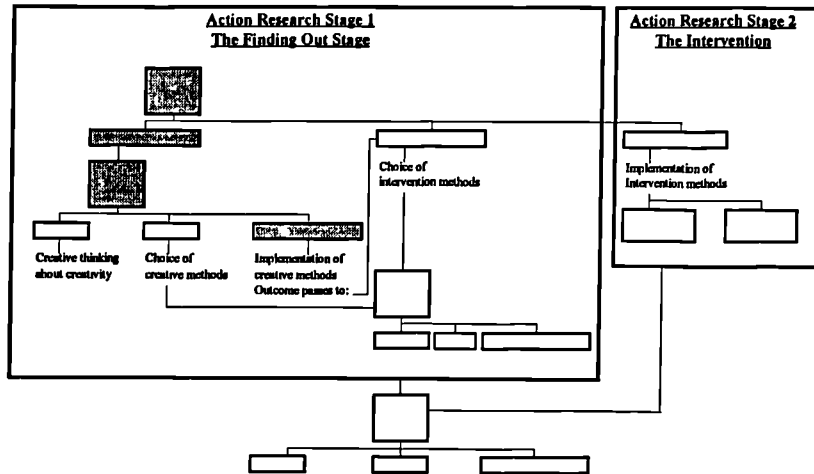 Action Research Stage 1
The Finding Out Stage
Action Research Stage 2
The Intervention
Choice of
intervention methods
Implementation of
Intervention methods
Creative thinking
about creativity
Choice of
creative methods
Implementation of
creative methods
Outcome passes to: